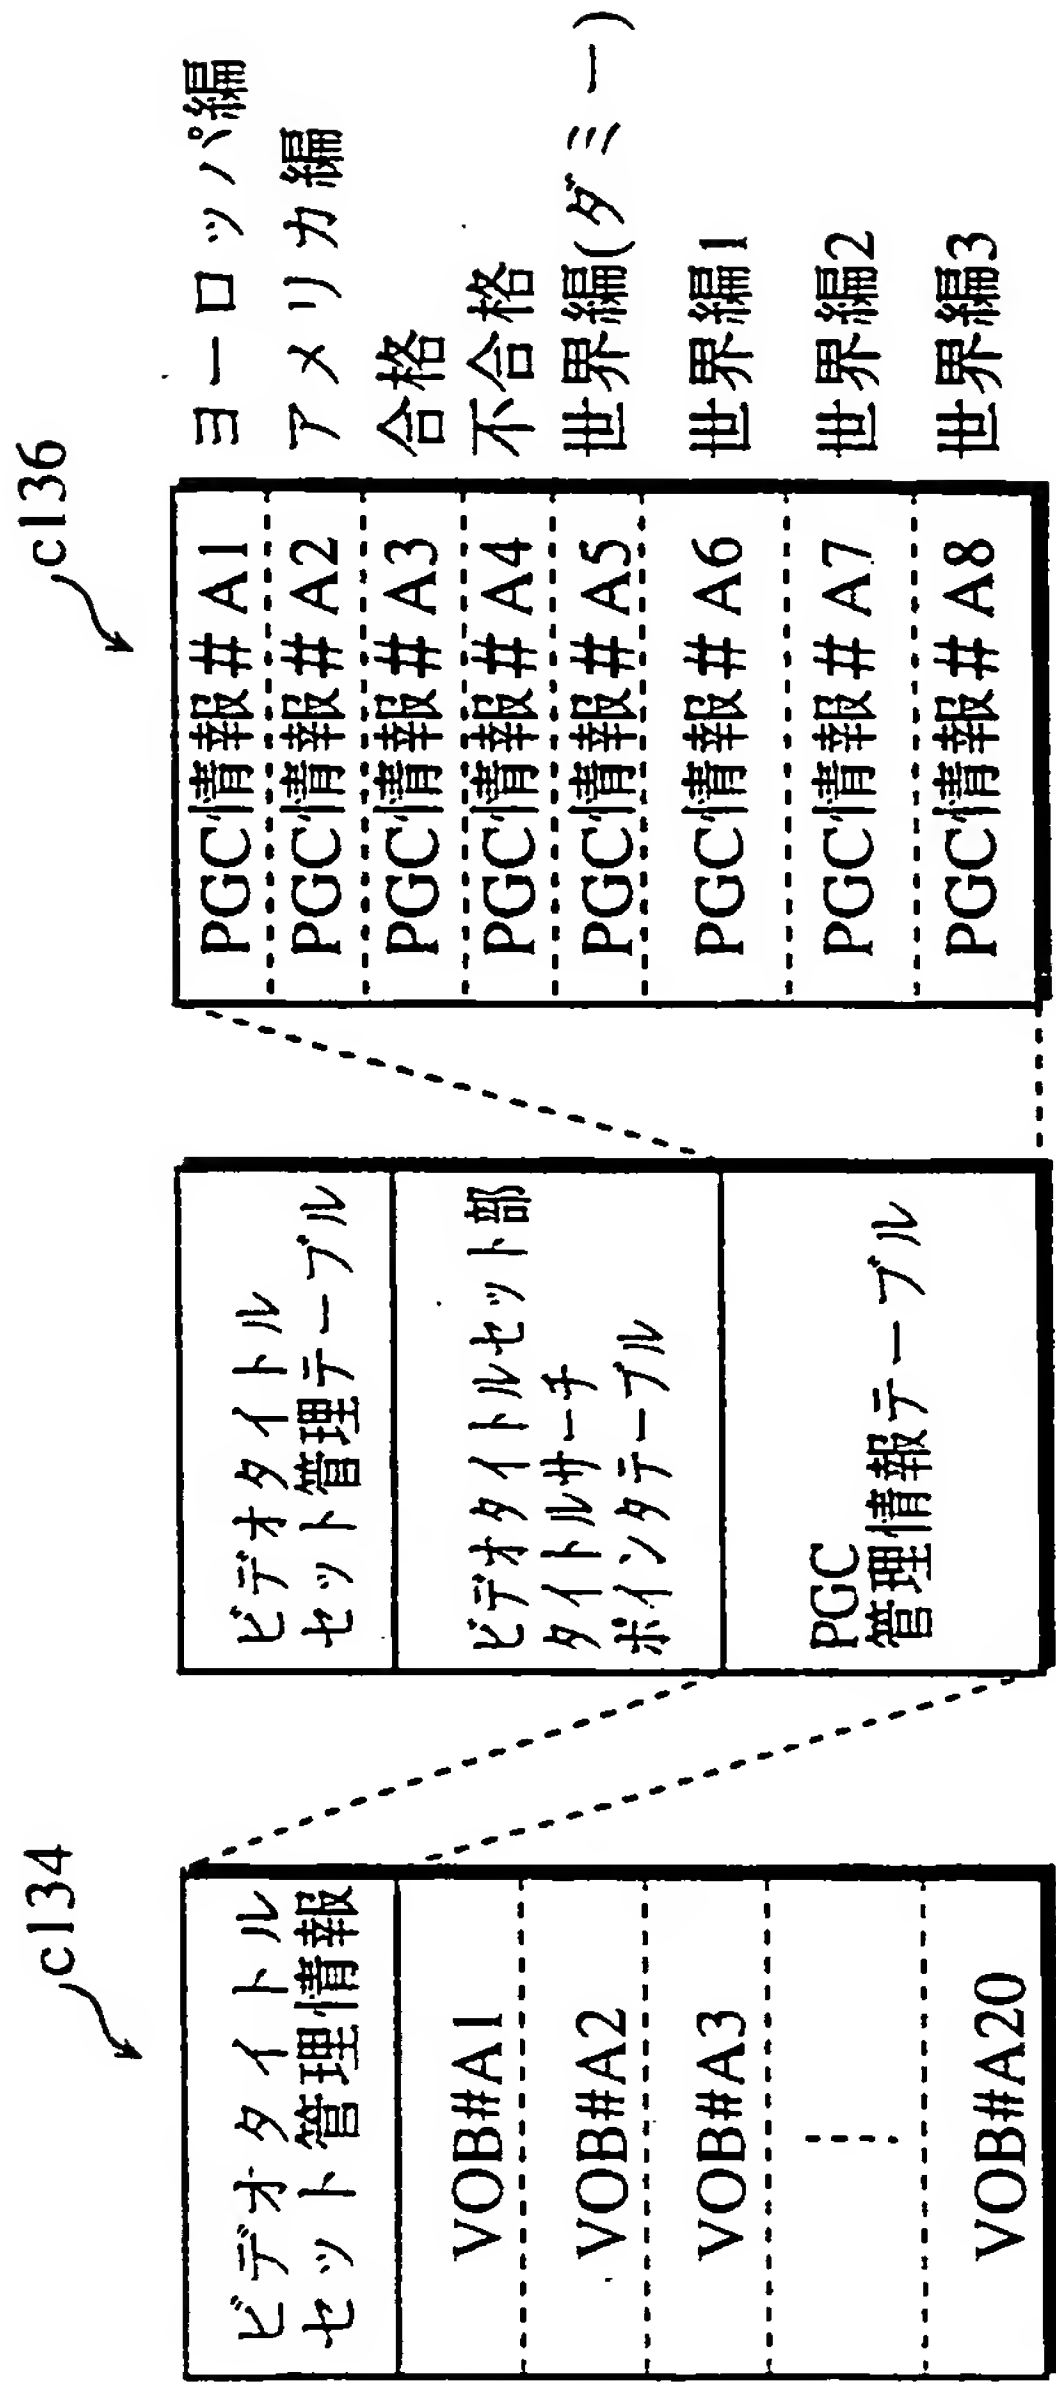 c134
ビデオタイトル
セット管理情報
VOB#A1
VOB#A2
VOB#A3
VOB#A20
ビデオタイトル
セット管理テーブル
ビデオタイトルセット部
タイトルサーチ
ポインタテーブル
PGC
管理情報テーブル
c136
PGC情報# A1 ヨーロッパ編
PGC情報# A2 アメリカ編
PGC情報# A3 合格
PGC情報# A4 不合格
PGC情報# A5 世界編(ダミー)
PGC情報# A6 世界編1
PGC情報# A7 世界編2
PGC情報# A8 世界編3